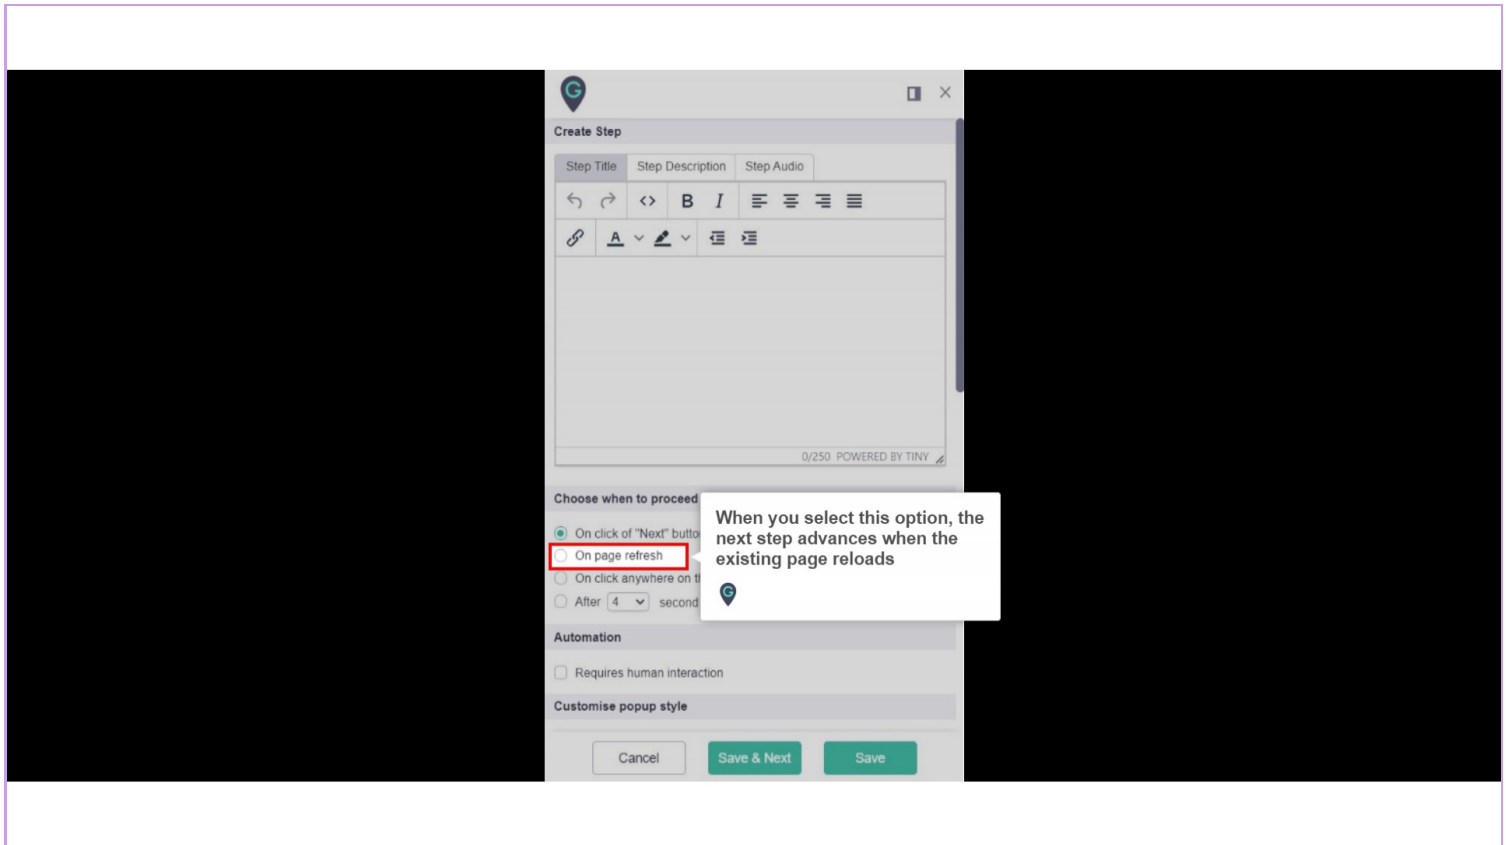 G
Create Step
Step Title Step Description Step Audio
B I
A
0/250 POWERED BY TINY
Choose when to proceed
On click of "Next" butto
On page refresh
On click anywhere on
After 4 second
When you select this option, the
next step advances when the
existing page reloads
G
Automation
Requires human interaction
Customise popup style
Cancel Save & Next Save